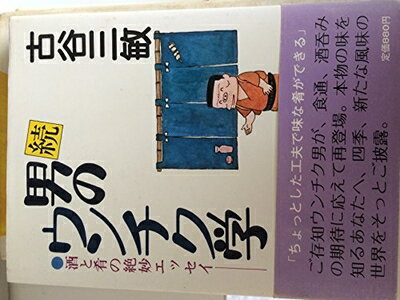 古谷三敏
続
男の
ウンチク学
酒と肴の絶妙エッセイ
「ちょっとした工夫で味な肴ができる」
ご存知ウンチク男が、食通、酒呑み
の期待に応えて再登場。本物の味を
知るあなたへ、四季、新たな風味の
世界をそっとご披露。
定価880円